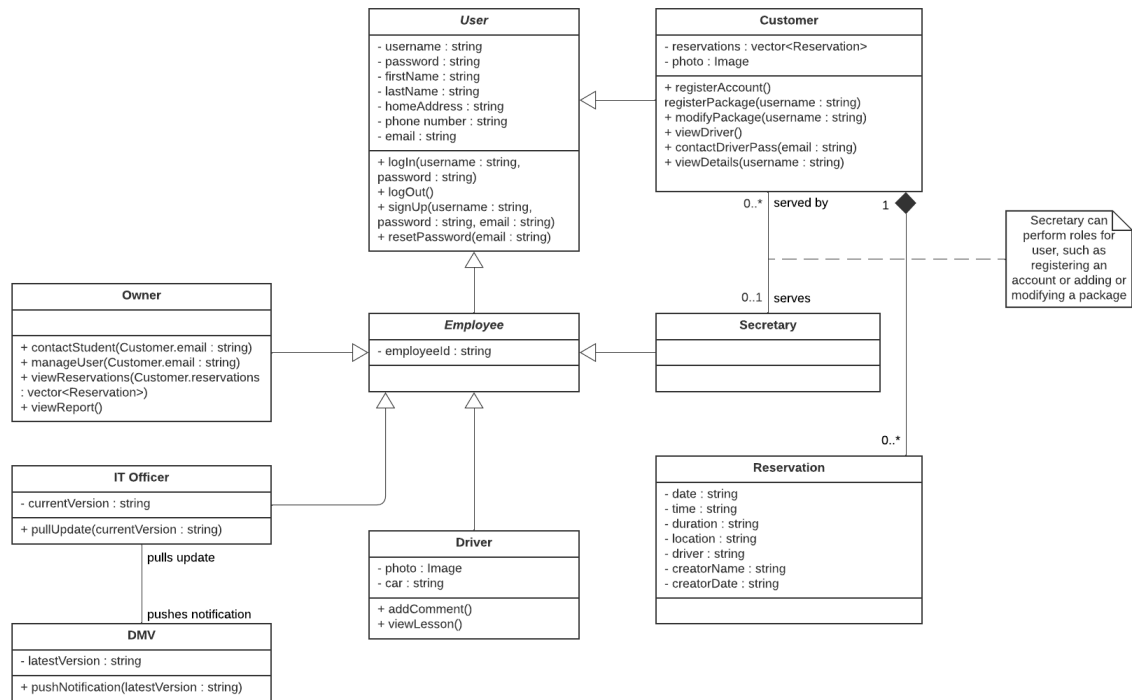 User
- username : string
- password : string
- firstName : string
- lastName : string
- homeAddress : string
- phone number : string
- email : string
+ logIn(username : string,
password : string)
+ logOut()
+ signUp(username : string,
password : string, email : string)
+ resetPassword(email : string)
Customer
- reservations : vector<Reservation>
- photo : Image
+ registerAccount()
registerPackage(username : string)
+ modifyPackage(username : string)
+ viewDriver()
+ contactDriverPass(email : string)
+ viewDetails(username : string)
0..*
served by
1
Secretary can
perform roles for
user, such as
registering an
account or adding or
modifying a package
0..1
serves
Owner
+ contactStudent(Customer.email : string)
+ manageUser(Customer.email : string)
+ viewReservations(Customer.reservations
: vector<Reservation>)
+ viewReport()
Employee
- employeeId : string
Secretary
0..*
IT Officer
- currentVersion : string
+ pullUpdate(currentVersion : string)
pulls update
pushes notification
DMV
- latestVersion : string
+ pushNotification(latestVersion : string)
Driver
- photo : Image
- car : string
+ addComment()
+ viewLesson()
Reservation
- date : string
- time : string
- duration : string
- location : string
- driver : string
- creatorName : string
- creatorDate : string